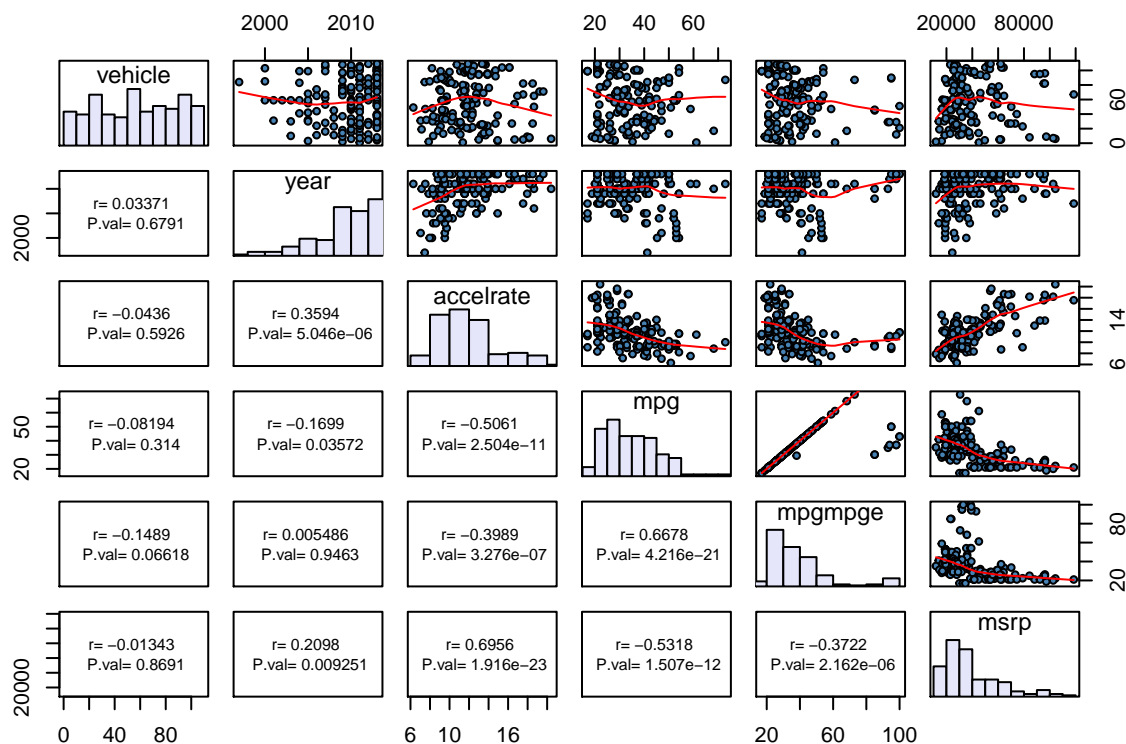 2000 2010 20 40 60 20000 80000
vehicle
0 60
year
r= 0.03371
P.val= 0.6791
2000
accelrate
r= −0.0436
P.val= 0.5926
r= 0.3594
P.val= 5.046e−06
6 14
mpg
r= −0.08194
P.val= 0.314
r= −0.1699
P.val= 0.03572
r= −0.5061
P.val= 2.504e−11
20 50
mpgmpge
r= −0.1489
P.val= 0.06618
r= 0.005486
P.val= 0.9463
r= −0.3989
P.val= 3.276e−07
r= 0.6678
P.val= 4.216e−21
20 80
msrp
r= −0.01343
P.val= 0.8691
r= 0.2098
P.val= 0.009251
r= 0.6956
P.val= 1.916e−23
r= −0.5318
P.val= 1.507e−12
r= −0.3722
P.val= 2.162e−06
20000
0 20 40 60 80 6 8 10 12 16 20 40 60 80 100